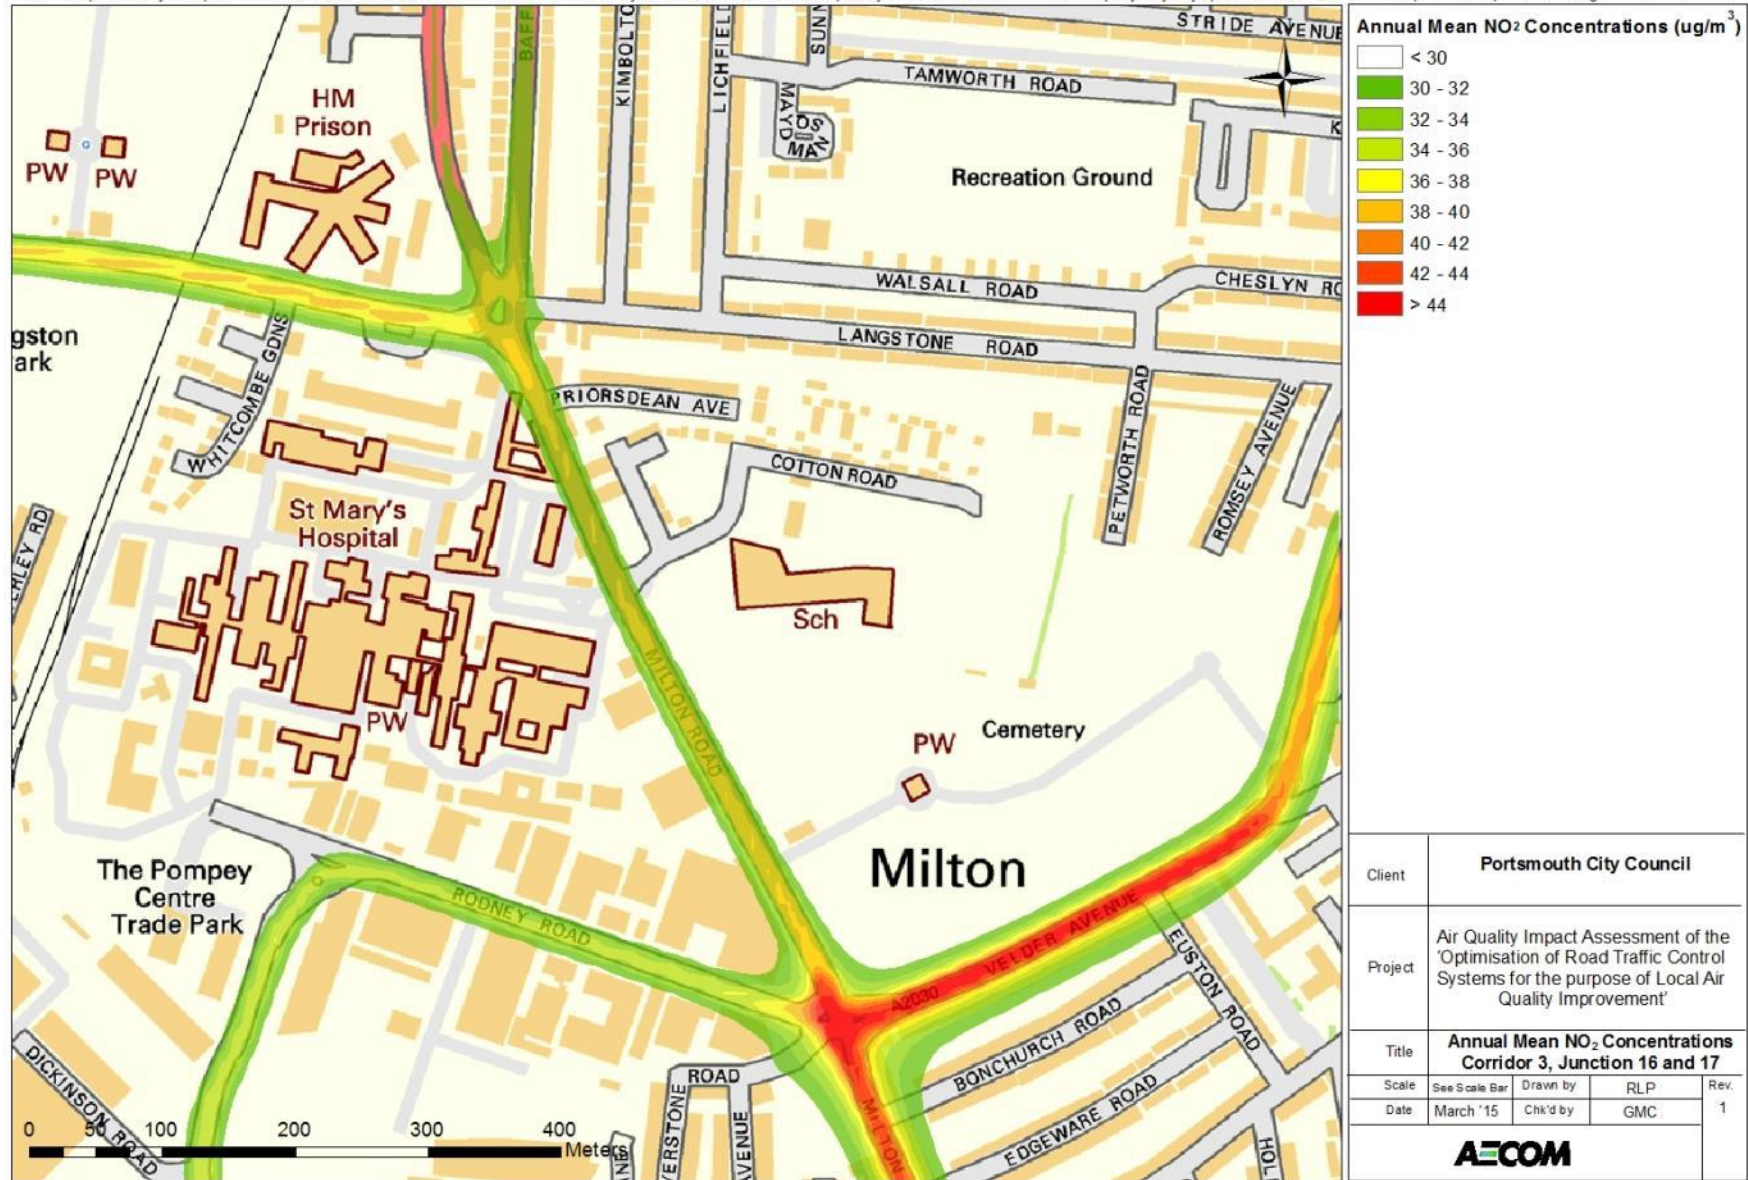 STRIDE AVENUE
TAMWORTH ROAD
HM
Prison
PW
PW
Recreation Ground
WALSALL ROAD
LANGSTONE ROAD
PRIORSDEAN AVE
COTTON ROAD
PETWORTH ROAD
ROMSEY AVENUE
WHITCOMBE GDNS
St Mary's
Hospital
Sch
PW
MILTON ROAD
PW
Cemetery
Milton
The Pompey
Centre
Trade Park
RODNEY ROAD
VELDER AVENUE
A2030
EUSTON ROAD
BONCHURCH ROAD
EDGEWARE ROAD
ROAD
AVENUE
MILTON
DICKINSON ROAD
0 50 100 200 300 400
Meters
Annual Mean NO2 Concentrations (ug/m3)
< 30
30 - 32
32 - 34
34 - 36
36 - 38
38 - 40
40 - 42
42 - 44
> 44
Client
Portsmouth City Council
Project
Air Quality Impact Assessment of the
'Optimisation of Road Traffic Control
Systems for the purpose of Local Air
Quality Improvement'
Title
Annual Mean NO2 Concentrations
Corridor 3, Junction 16 and 17
Scale See Scale Bar Drawn by RLP Rev.
Date March '15 Chk'd by GMC 1
AECOM